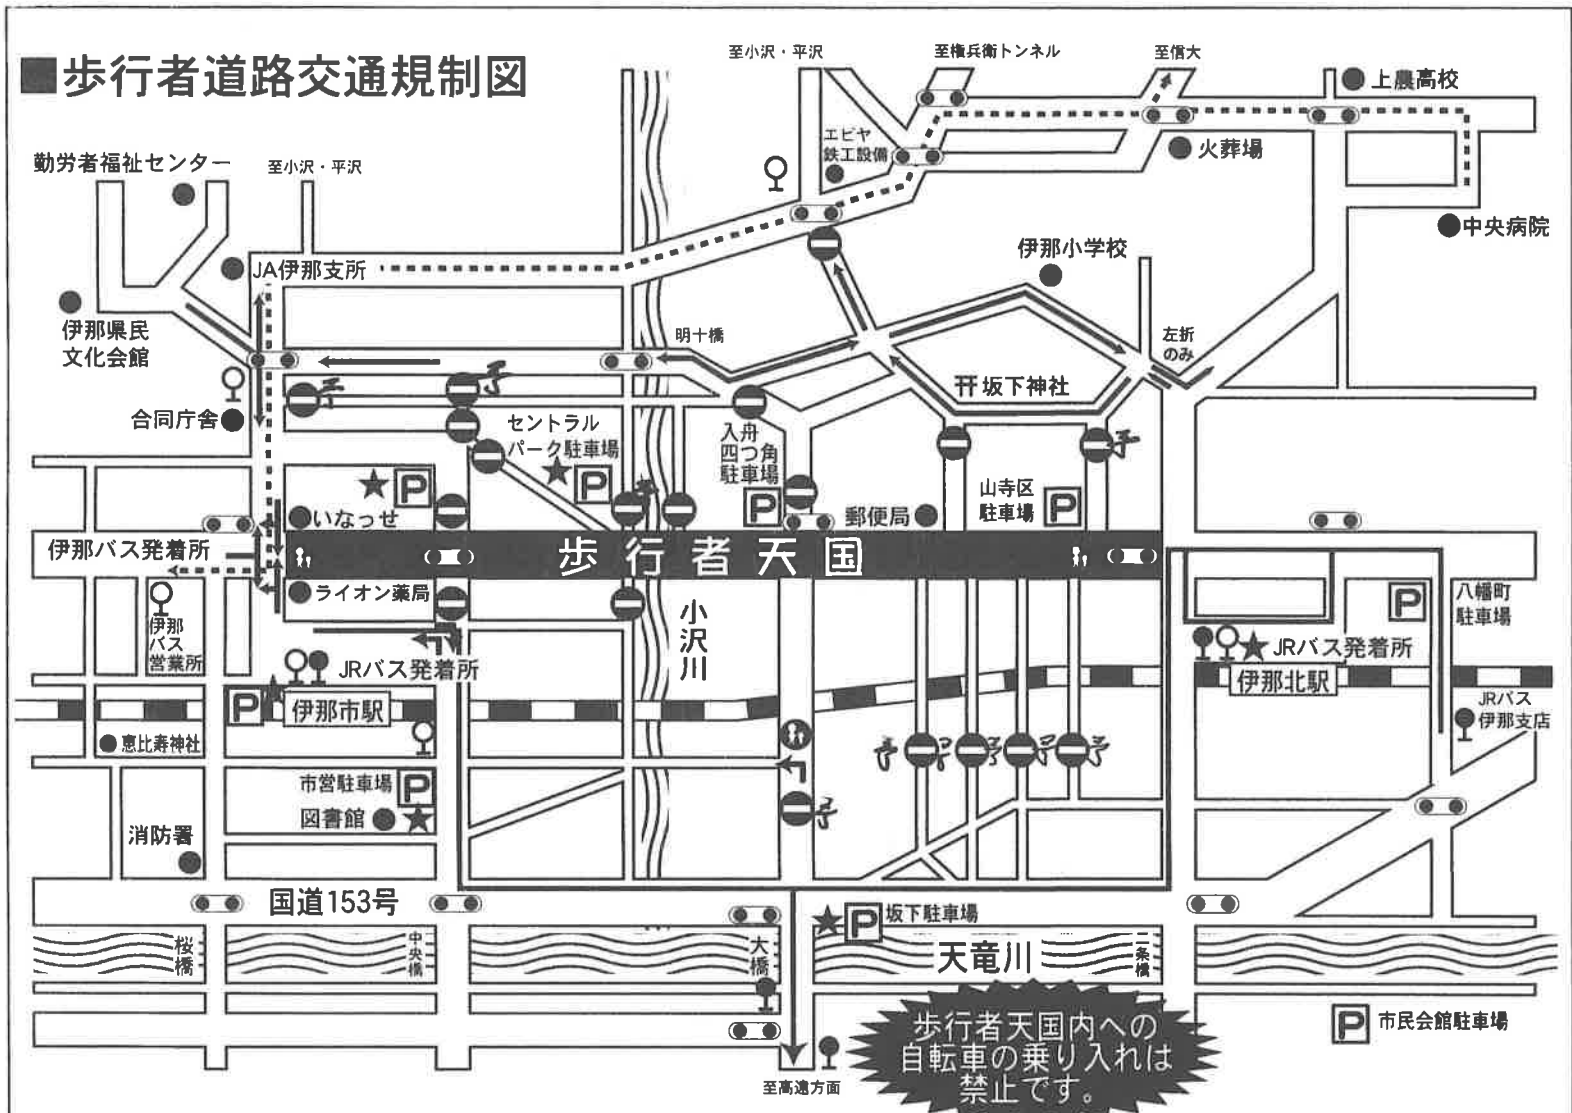 ■歩行者道路交通規制図
至小沢・平沢
至権兵衛トンネル
至信大
上農高校
エビヤ
鉄工設備
火葬場
勤労者福祉センター
至小沢・平沢
中央病院
伊那小学校
JA伊那支所
伊那県民
文化会館
明十橋
左折
のみ
坂下神社
合同庁舎
セントラル
パーク駐車場
入舟
四つ角
駐車場
山寺区
駐車場
P
P
P
P
いなっせ
郵便局
伊那バス発着所
歩行者天国
ライオン薬局
伊那
バス
営業所
小沢川
P
八幡町
駐車場
JRバス発着所
JRバス発着所
P
伊那市駅
伊那北駅
JRバス
伊那支店
恵比寿神社
市営駐車場
P
図書館
消防署
国道153号
P
坂下駐車場
桜橋
中央橋
大橋
天竜川
二条橋
歩行者天国内への
自転車の乗り入れは
禁止です。
P
市民会館駐車場
至高遠方面